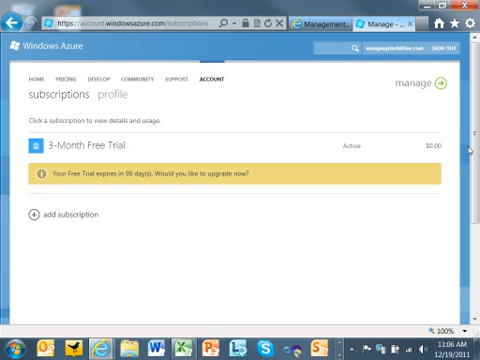 https://account.windowsazure.com/subscriptions
Management...
Manage -
Windows Azure
SIGN OUT
HOME PRICING DEVELOP COMMUNITY SUPPORT ACCOUNT
manage
subscriptions profile
Click a subscription to view details and usage.
3-Month Free Trial Active $0.00
Your Free Trial expires in 90 day(s). Would you like to upgrade now?
add subscription
100%
11:06 AM
12/19/2011